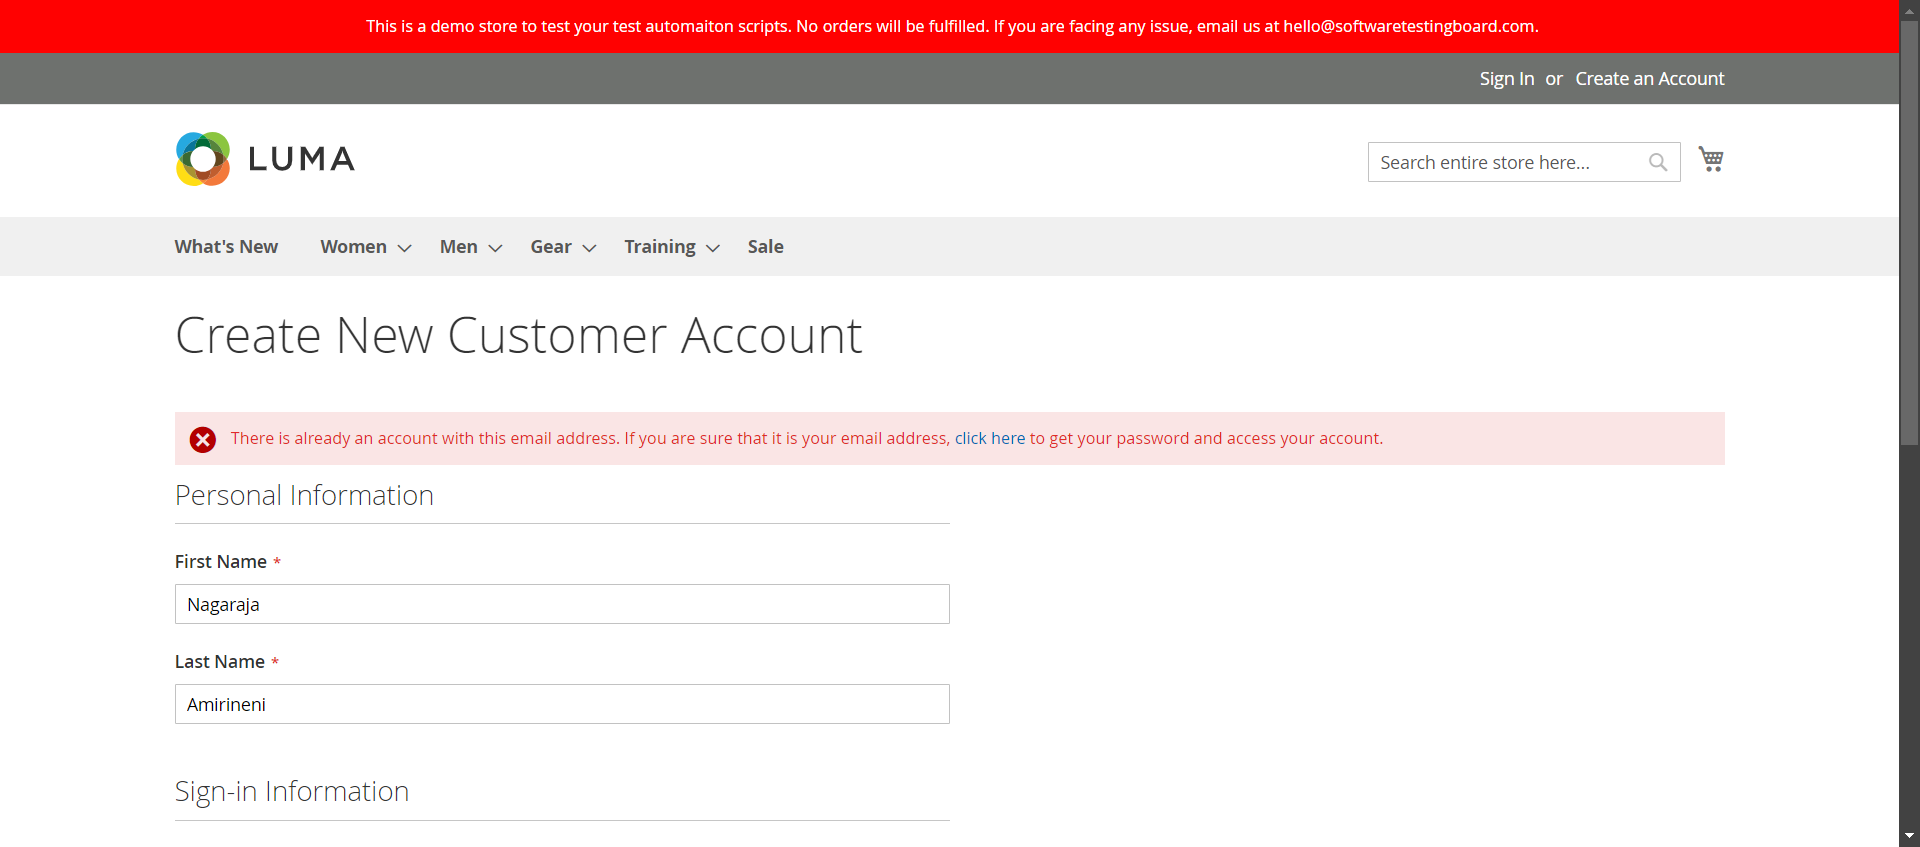 This is a demo store to test your test automaiton scripts. No orders will be fulfilled. If you are facing any issue, email us at hello@softwaretestingboard.com.
Sign In or Create an Account
LUMA
Search entire store here...
What's New Women Men Gear Training Sale
Create New Customer Account
There is already an account with this email address. If you are sure that it is your email address, click here to get your password and access your account.
Personal Information
First Name *
Nagaraja
Last Name *
Amirineni
Sign-in Information